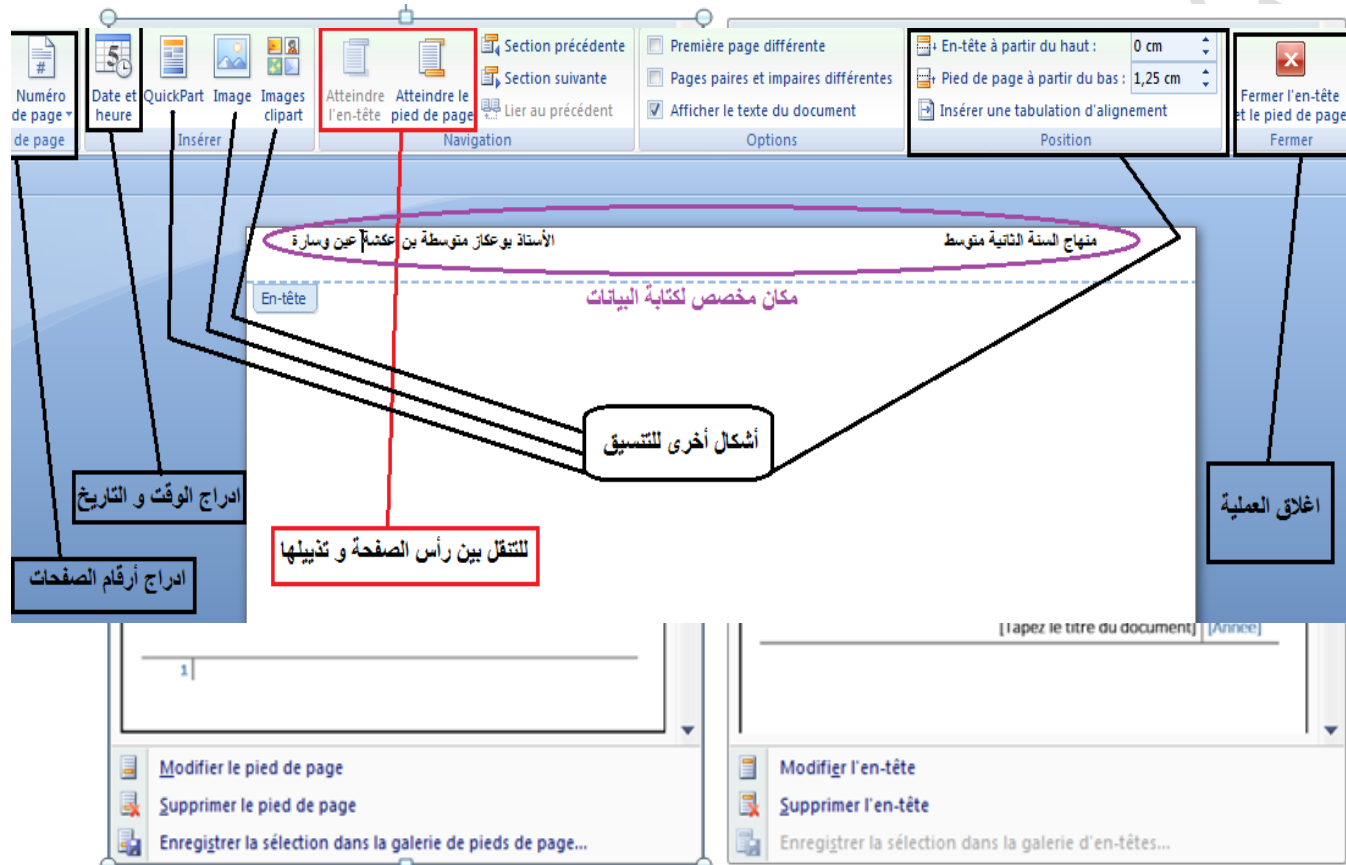 Numéro
de page
de page
Date et
heure
QuickPart
Image
Images
clipart
Insérer
Atteindre
l'en-tête
Atteindre le
pied de page
Section précédente
Section suivante
Lier au précédent
Navigation
Première page différente
Pages paires et impaires différentes
Afficher le texte du document
Options
En-tête à partir du haut : 0 cm
Pied de page à partir du bas : 1,25 cm
Insérer une tabulation d'alignement
Position
Fermer l'en-tête
et le pied de page
Fermer
منهاج السنة الثانية متوسط
الأستاذ بوعكاز متوسطة بن عكشة عين وسارة
En-tête
مكان مخصص لكتابة البيانات
أشكال أخرى للتنسيق
ادراج الوقت و التاريخ
اغلاق العملية
للتنقل بين رأس الصفحة و تذييلها
ادراج أرقام الصفحات
[Tapez le titre du document] [Année]
1
Modifier le pied de page
Supprimer le pied de page
Enregistrer la sélection dans la galerie de pieds de page...
Modifier l'en-tête
Supprimer l'en-tête
Enregistrer la sélection dans la galerie d'en-têtes...